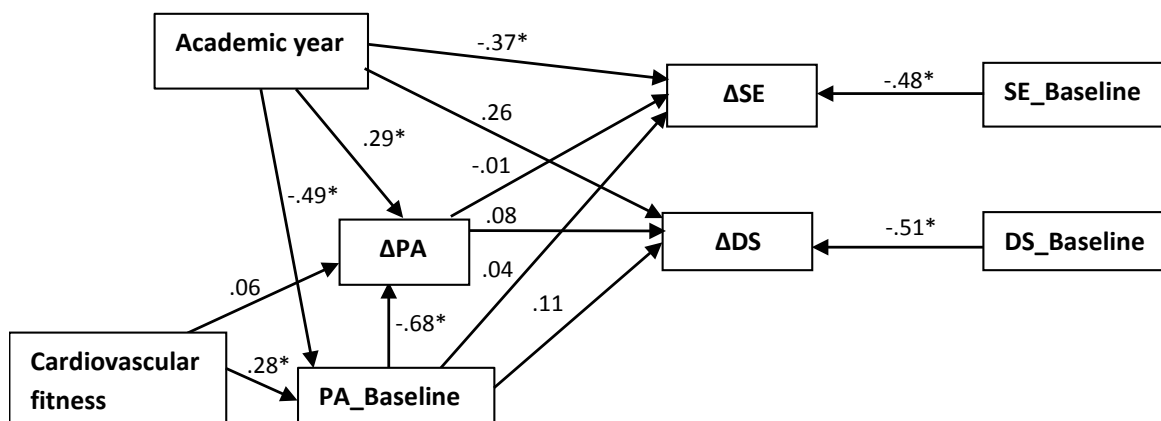 Academic year
-.37*
ΔSE
-.48*
SE_Baseline
.26
.29*
-.01
-.49*
.08
ΔPA
ΔDS
-.51*
DS_Baseline
.06
.04
.11
-.68*
Cardiovascular
fitness
.28*
PA_Baseline